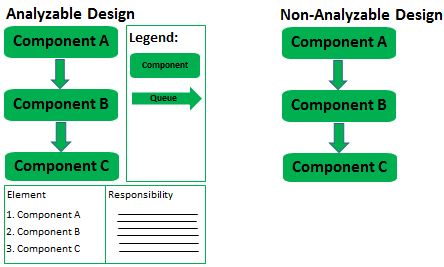 Analyzable Design
Component A
Component B
Component C
Legend:
Component
Queue
Element Responsibility
1. Component A
2. Component B
3. Component C
Non-Analyzable Design
Component A
Component B
Component C